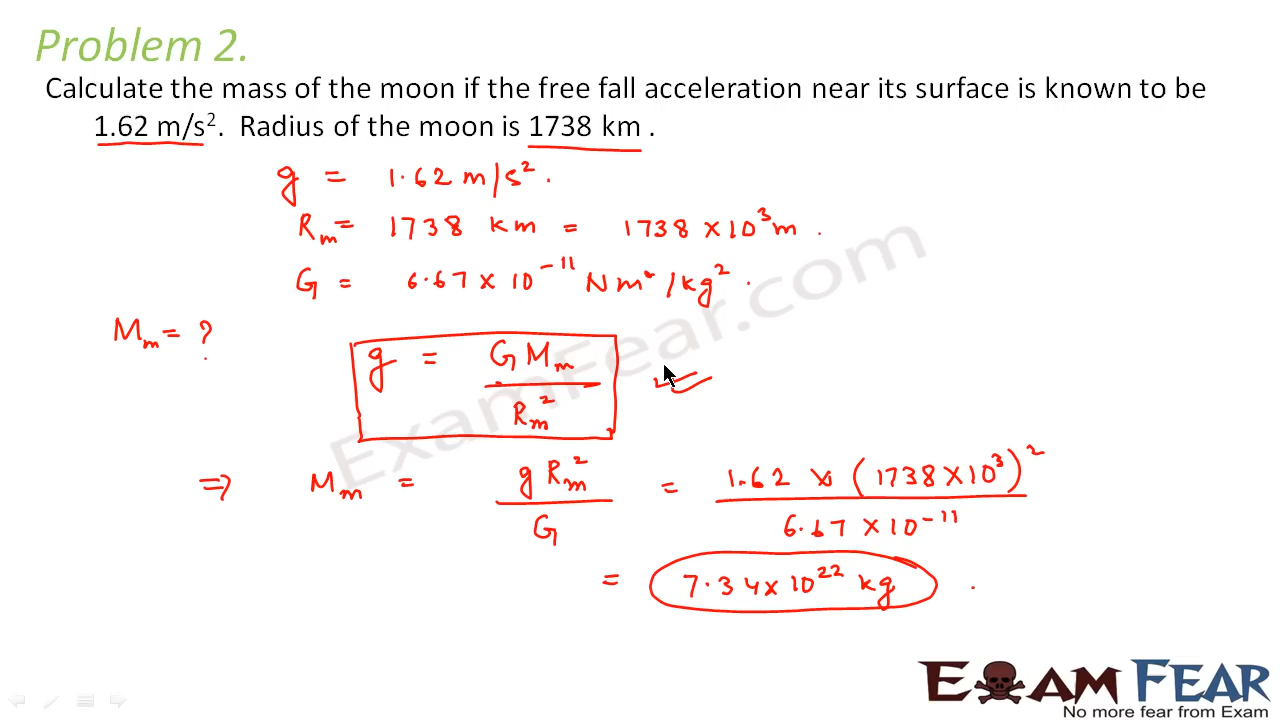 Problem 2.
Calculate the mass of the moon if the free fall acceleration near its surface is known to be
1.62 m/s². Radius of the moon is 1738 km .
g = 1.62 m/s² .
Rₘ = 1738 km = 1738 × 10³ m .
G = 6.67 × 10⁻¹¹ Nm² /kg² .
Mₘ = ?
g = G Mₘ / Rₘ²
⇒ Mₘ = g Rₘ² / G = 1.62 × (1738 × 10³)² / 6.67 × 10⁻¹¹
= 7.34 × 10²² kg .
ExamFear.com
EXAM FEAR
No more fear from Exam